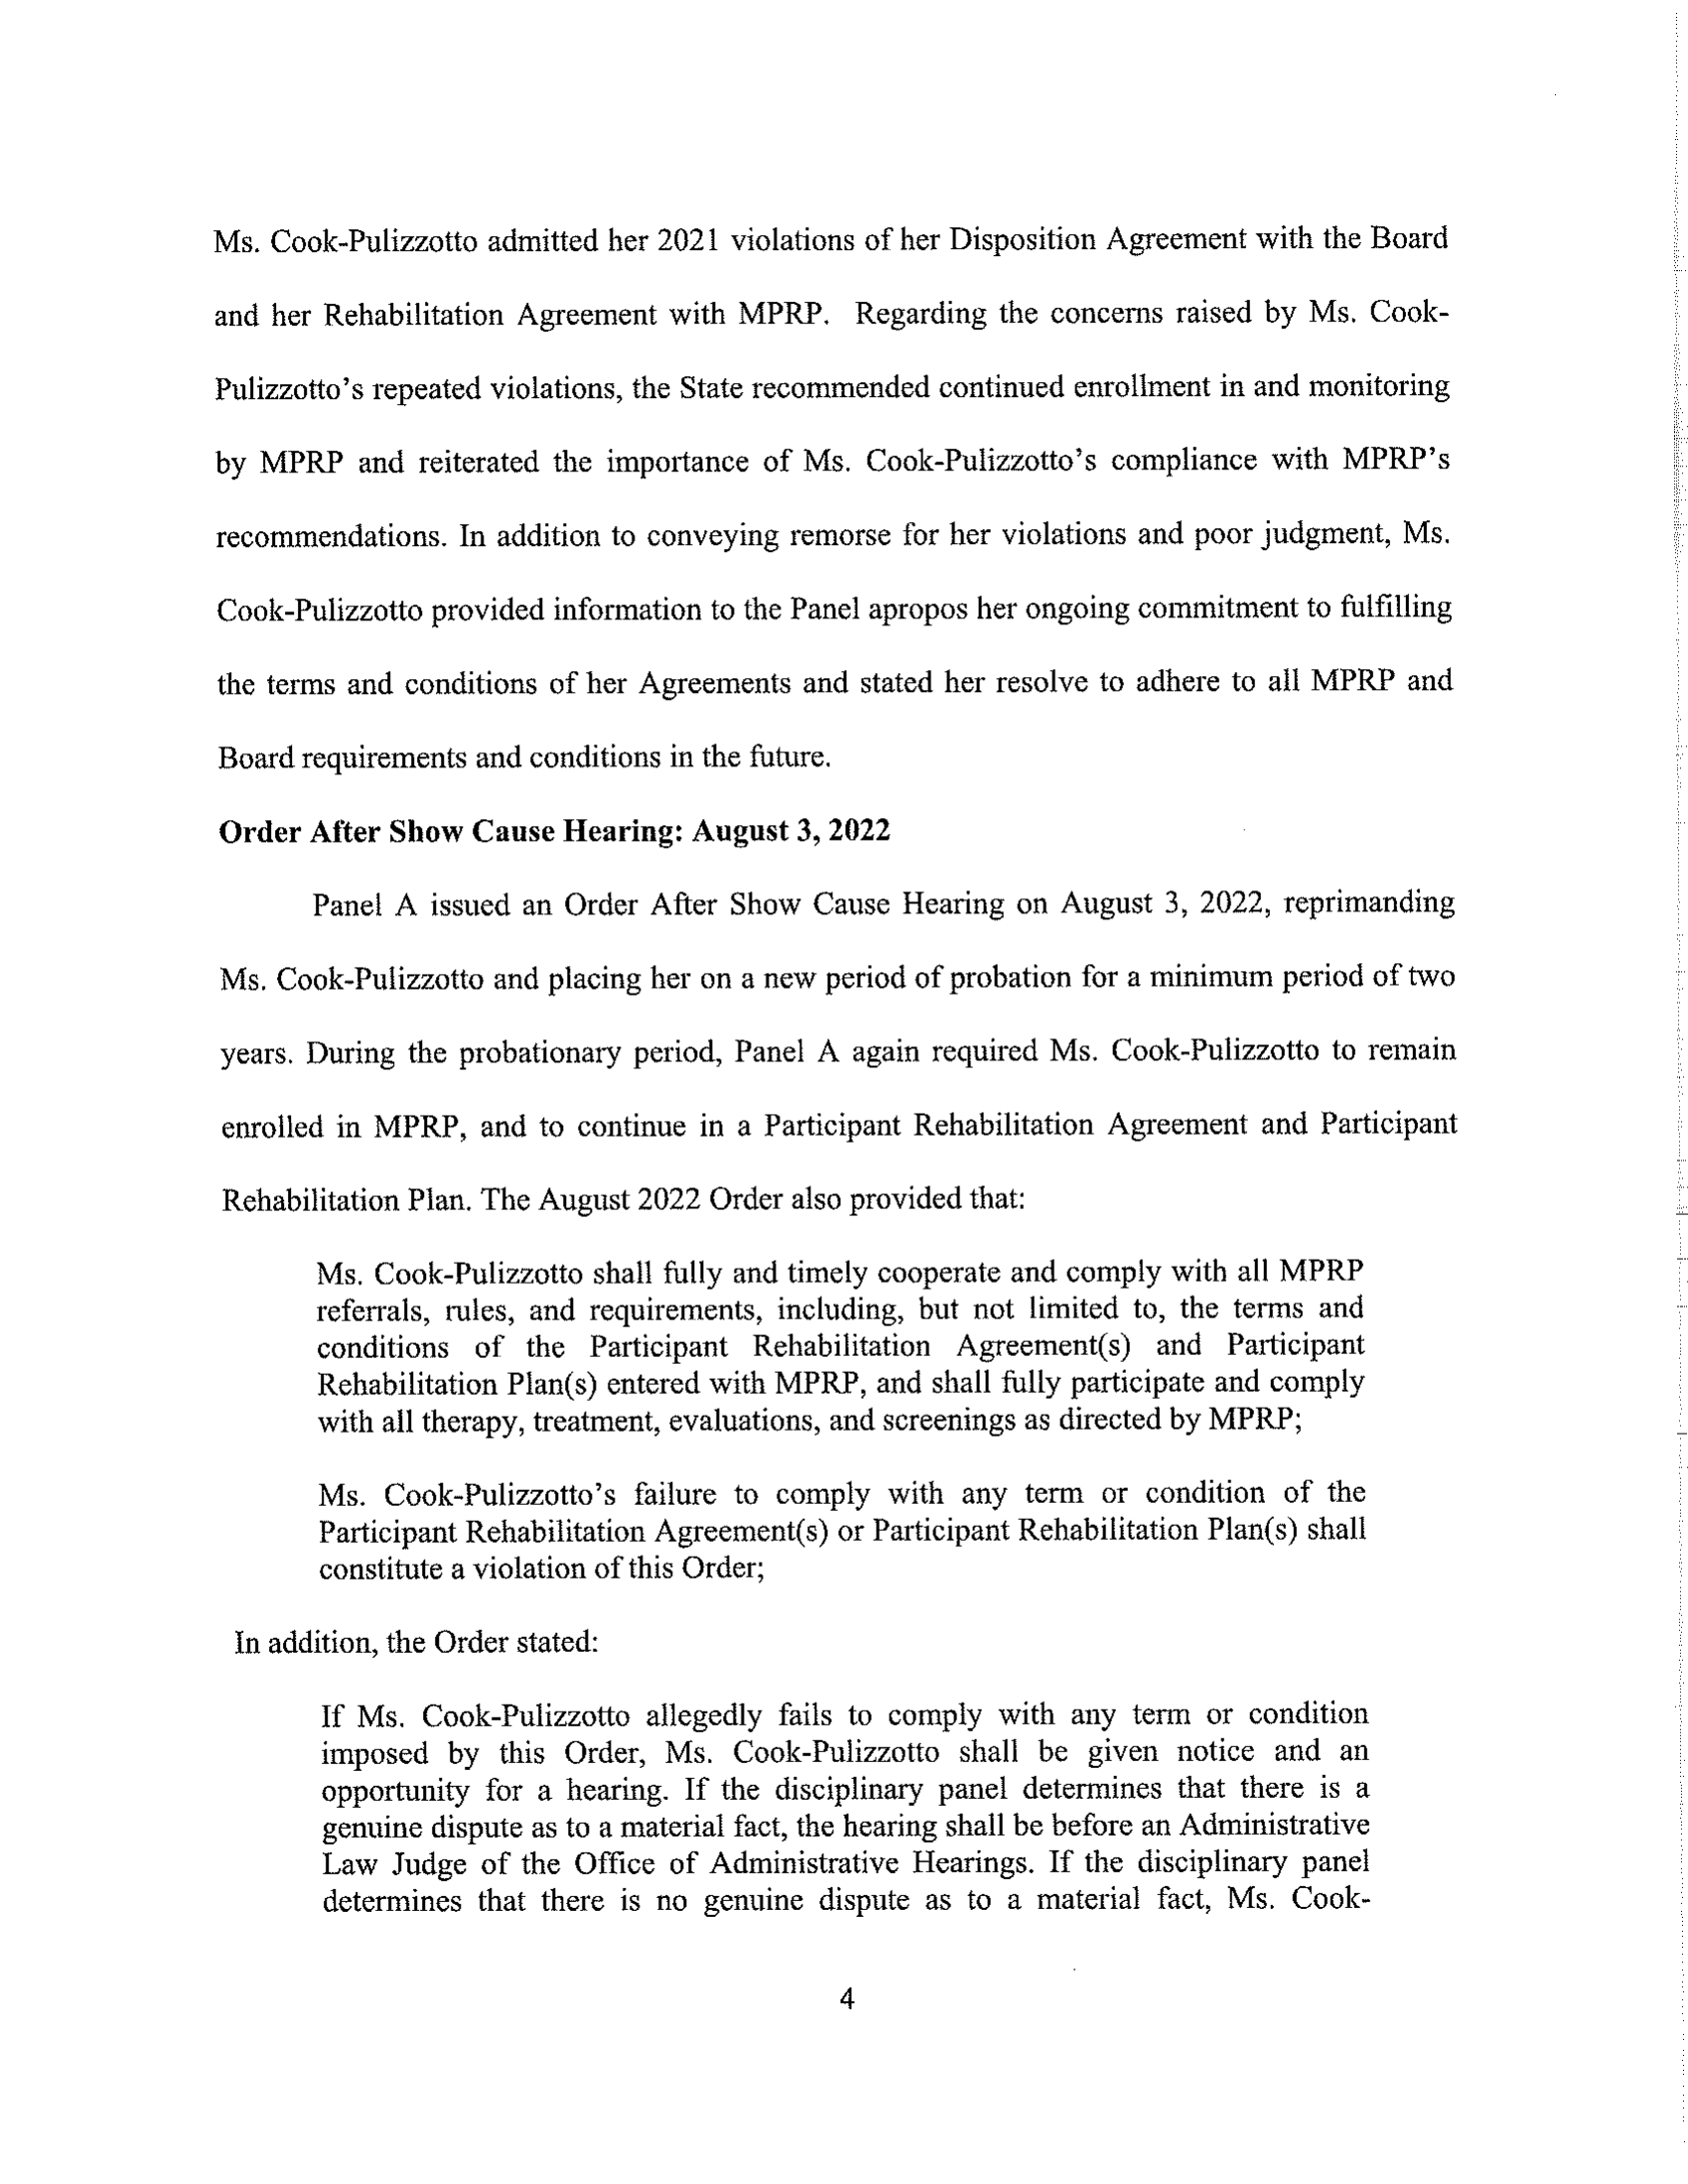 Ms. Cook-Pulizzotto admitted her 2021 violations of her Disposition Agreement with the Board
and her Rehabilitation Agreement with MPRP. Regarding the concerns raised by Ms. Cook-
Pulizzotto's repeated violations, the State recommended continued enrollment in and monitoring
by MPRP and reiterated the importance of Ms. Cook-Pulizzotto's compliance with MPRP's
recommendations. In addition to conveying remorse for her violations and poor judgment, Ms.
Cook-Pulizzotto provided information to the Panel apropos her ongoing commitment to fulfilling
the terms and conditions of her Agreements and stated her resolve to adhere to all MPRP and
Board requirements and conditions in the future.
Order After Show Cause Hearing: August 3, 2022
Panel A issued an Order After Show Cause Hearing on August 3, 2022, reprimanding
Ms. Cook-Pulizzotto and placing her on a new period of probation for a minimum period of two
years. During the probationary period, Panel A again required Ms. Cook-Pulizzotto to remain
enrolled in MPRP, and to continue in a Participant Rehabilitation Agreement and Participant
Rehabilitation Plan. The August 2022 Order also provided that:
Ms. Cook-Pulizzotto shall fully and timely cooperate and comply with all MPRP
referrals, rules, and requirements, including, but not limited to, the terms and
conditions of the Participant Rehabilitation Agreement(s) and Participant
Rehabilitation Plan(s) entered with MPRP, and shall fully participate and comply
with all therapy, treatment, evaluations, and screenings as directed by MPRP;
Ms. Cook-Pulizzotto's failure to comply with any term or condition of the
Participant Rehabilitation Agreement(s) or Participant Rehabilitation Plan(s) shall
constitute a violation of this Order;
In addition, the Order stated:
If Ms. Cook-Pulizzotto allegedly fails to comply with any term or condition
imposed by this Order, Ms. Cook-Pulizzotto shall be given notice and an
opportunity for a hearing. If the disciplinary panel determines that there is a
genuine dispute as to a material fact, the hearing shall be before an Administrative
Law Judge of the Office of Administrative Hearings. If the disciplinary panel
determines that there is no genuine dispute as to a material fact, Ms. Cook-
4